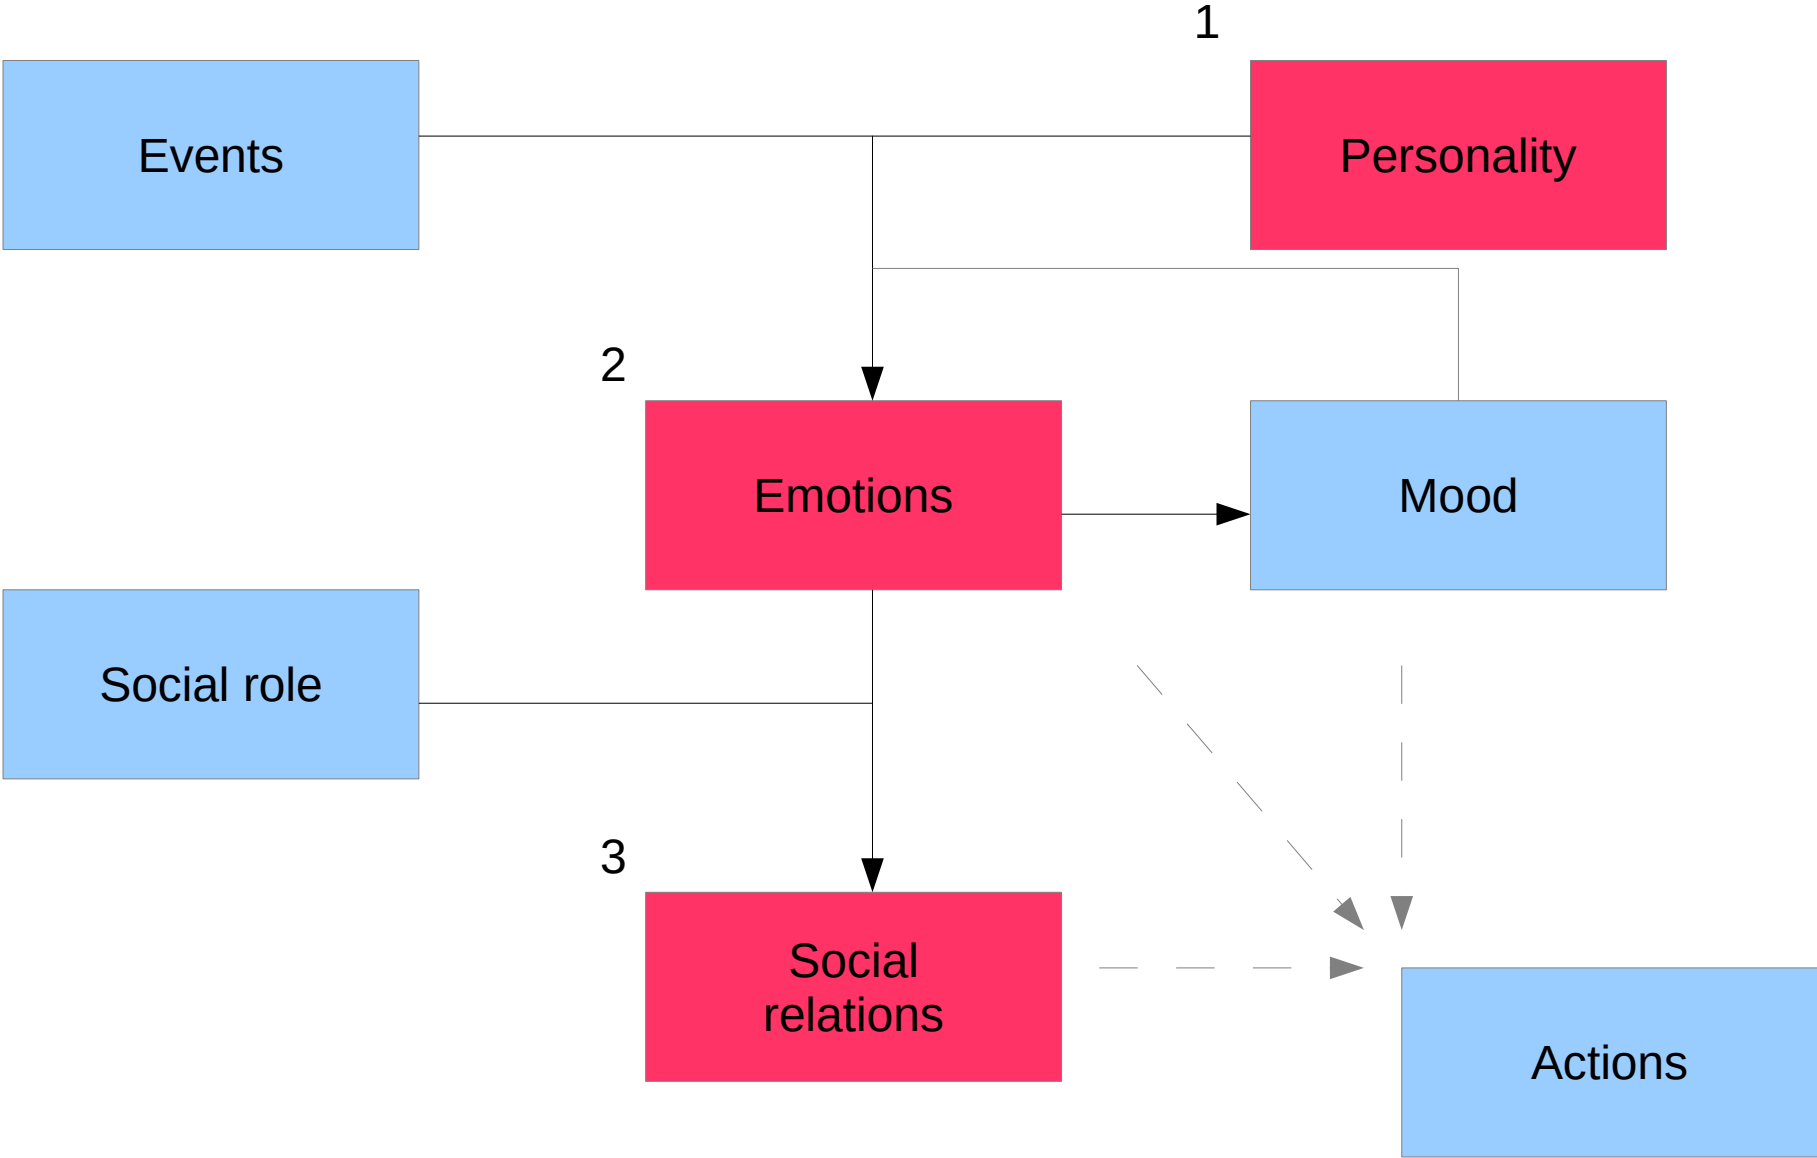 1
Events
Personality
2
Emotions
Mood
Social role
3
Social
relations
Actions